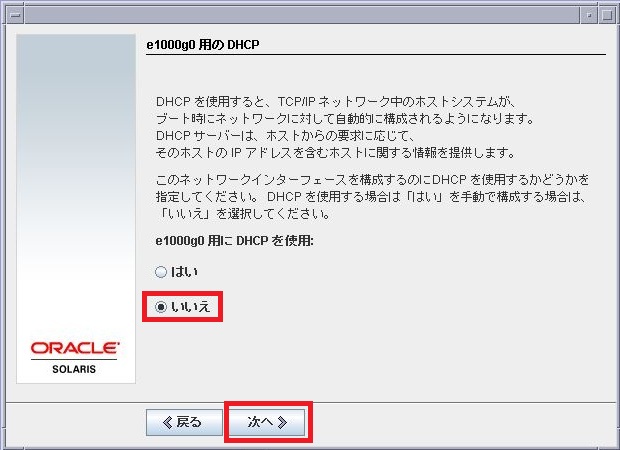 e1000g0 用の DHCP
DHCP を使用すると、TCP/IP ネットワーク中のホストシステムが、
ブート時にネットワークに対して自動的に構成されるようになります。
DHCP サーバーは、ホストからの要求に応じて、
そのホストの IP アドレスを含むホストに関する情報を提供します。
このネットワークインターフェースを構成するのにDHCP を使用するかどうかを
指定してください。 DHCP を使用する場合は「はい」を手動で構成する場合は、
「いいえ」を選択してください。
e1000g0 用に DHCP を使用:
はい
いいえ
ORACLE
SOLARIS
戻る
次へ